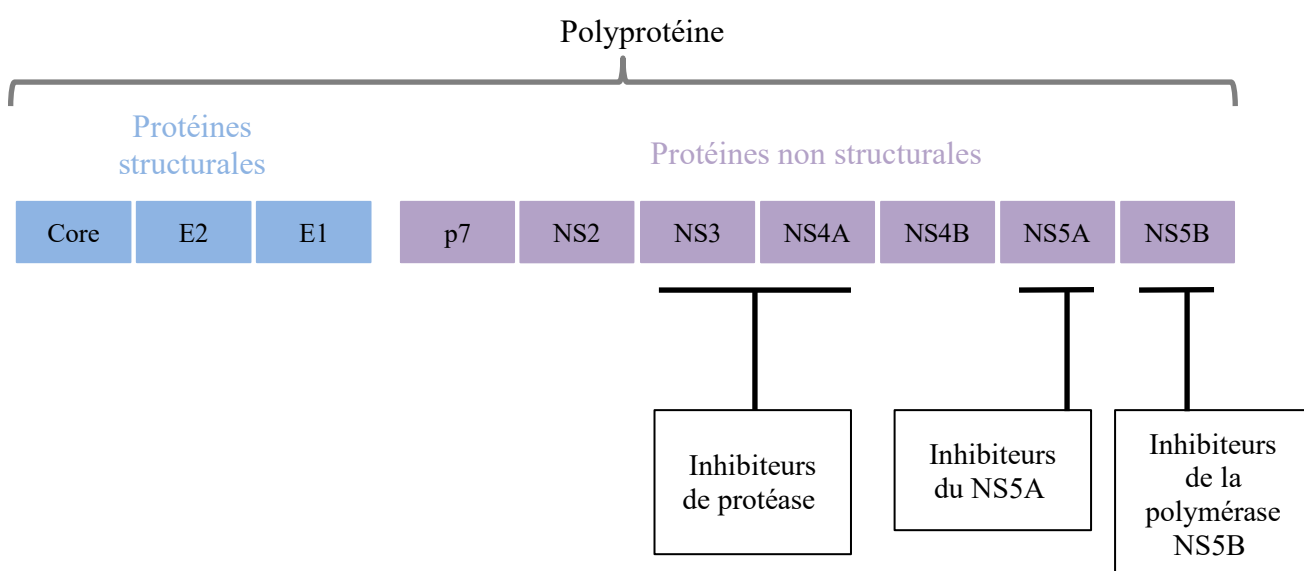 Polyprotéine
Protéines
structurales
Protéines non structurales
Core
E2
E1
p7
NS2
NS3
NS4A
NS4B
NS5A
NS5B
Inhibiteurs
de protéase
Inhibiteurs
du NS5A
Inhibiteurs
de la
polymérase
NS5B